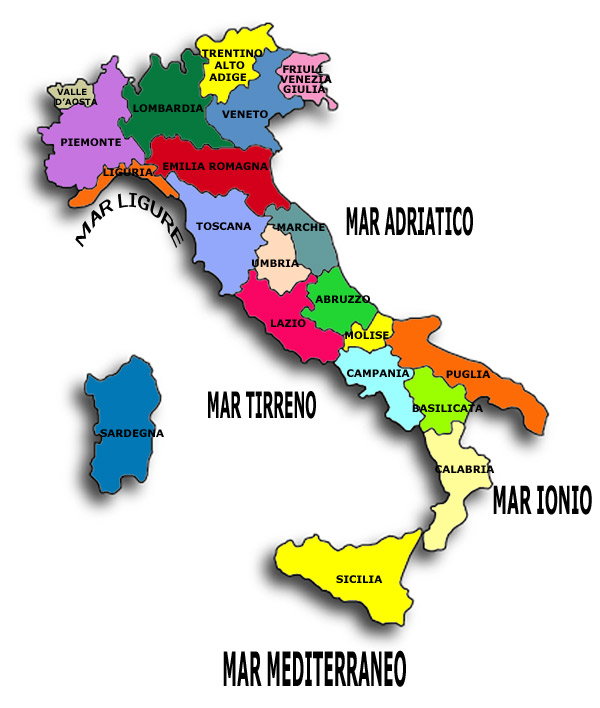 TRENTINO
ALTO
ADIGE
FRIULI
VENEZIA
GIULIA
VALLE
D'AOSTA
LOMBARDIA
VENETO
PIEMONTE
EMILIA ROMAGNA
LIGURIA
MAR LIGURE
TOSCANA
MARCHE
MAR ADRIATICO
UMBRIA
ABRUZZO
LAZIO
MOLISE
CAMPANIA
PUGLIA
MAR TIRRENO
BASILICATA
SARDEGNA
CALABRIA
MAR IONIO
SICILIA
MAR MEDITERRANEO